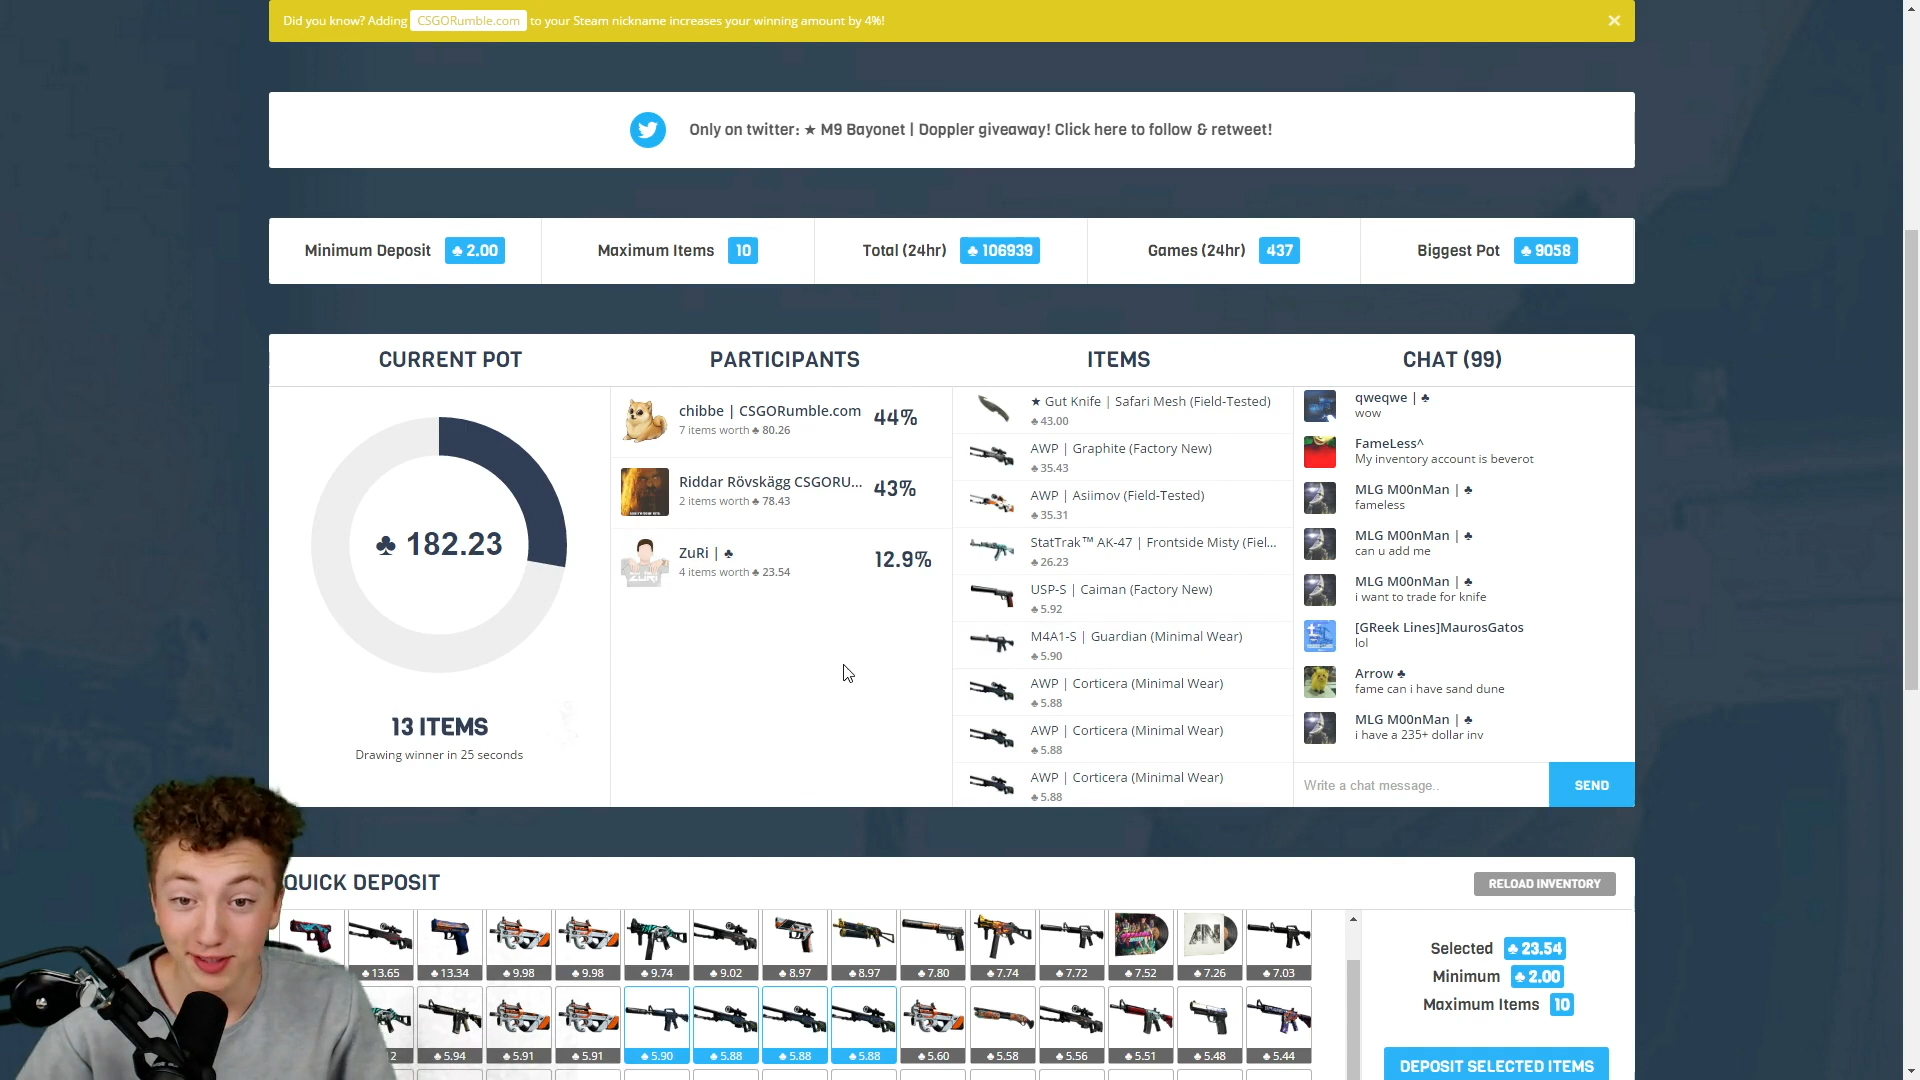 Did you know? Adding CSGORumble.com to your Steam nickname increases your winning amount by 4%!
Only on twitter: ★ M9 Bayonet | Doppler giveaway! Click here to follow & retweet!
Minimum Deposit ♣ 2.00
Maximum Items 10
Total (24hr) ♣ 106939
Games (24hr) 437
Biggest Pot ♣ 9058
CURRENT POT
♣ 182.23
13 ITEMS
Drawing winner in 25 seconds
PARTICIPANTS
chibbe | CSGORumble.com 44%
7 items worth ♣ 80.26
Riddar Rövskägg CSGORU... 43%
2 items worth ♣ 78.43
ZuRi | ♣ 12.9%
4 items worth ♣ 23.54
ITEMS
★ Gut Knife | Safari Mesh (Field-Tested)
♣ 43.00
AWP | Graphite (Factory New)
♣ 35.43
AWP | Asiimov (Field-Tested)
♣ 35.31
StatTrak™ AK-47 | Frontside Misty (Fiel...
♣ 26.23
USP-S | Caiman (Factory New)
♣ 5.92
M4A1-S | Guardian (Minimal Wear)
♣ 5.90
AWP | Corticera (Minimal Wear)
♣ 5.88
AWP | Corticera (Minimal Wear)
♣ 5.88
AWP | Corticera (Minimal Wear)
♣ 5.88
CHAT (99)
qweqwe | ♣
wow
FameLess^
My inventory account is beverot
MLG M00nMan | ♣
fameless
MLG M00nMan | ♣
can u add me
MLG M00nMan | ♣
i want to trade for knife
[GReek Lines]MaurosGatos
lol
Arrow ♣
fame can i have sand dune
MLG M00nMan | ♣
i have a 235+ dollar inv
Write a chat message..
SEND
QUICK DEPOSIT
RELOAD INVENTORY
♣ 13.65 ♣ 13.34 ♣ 9.98 ♣ 9.98 ♣ 9.74 ♣ 9.02 ♣ 8.97 ♣ 8.97 ♣ 7.80 ♣ 7.74 ♣ 7.72 ♣ 7.52 ♣ 7.26 ♣ 7.03
♣ 5.94 ♣ 5.91 ♣ 5.91 ♣ 5.90 ♣ 5.88 ♣ 5.88 ♣ 5.88 ♣ 5.60 ♣ 5.58 ♣ 5.56 ♣ 5.51 ♣ 5.48 ♣ 5.44
Selected ♣ 23.54
Minimum ♣ 2.00
Maximum Items 10
DEPOSIT SELECTED ITEMS